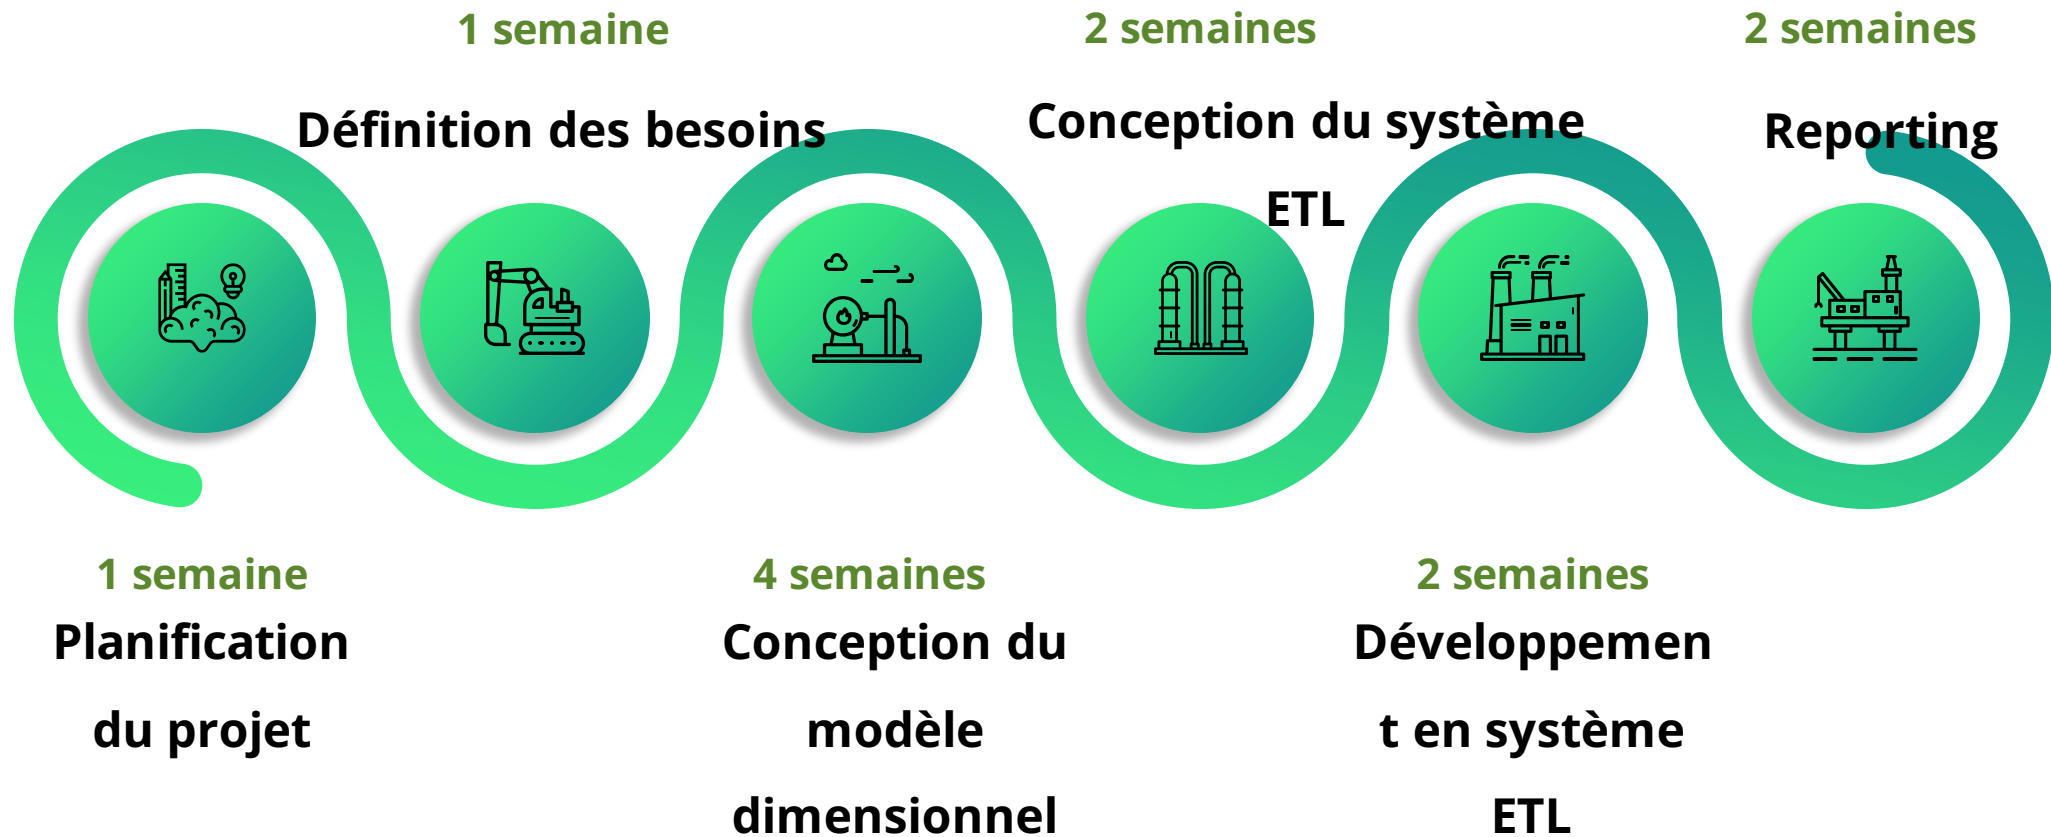 1 semaine
Définition des besoins
2 semaines
Conception du système
ETL
2 semaines
Reporting
1 semaine
Planification
du projet
4 semaines
Conception du
modèle
dimensionnel
2 semaines
Développemen
t en système
ETL